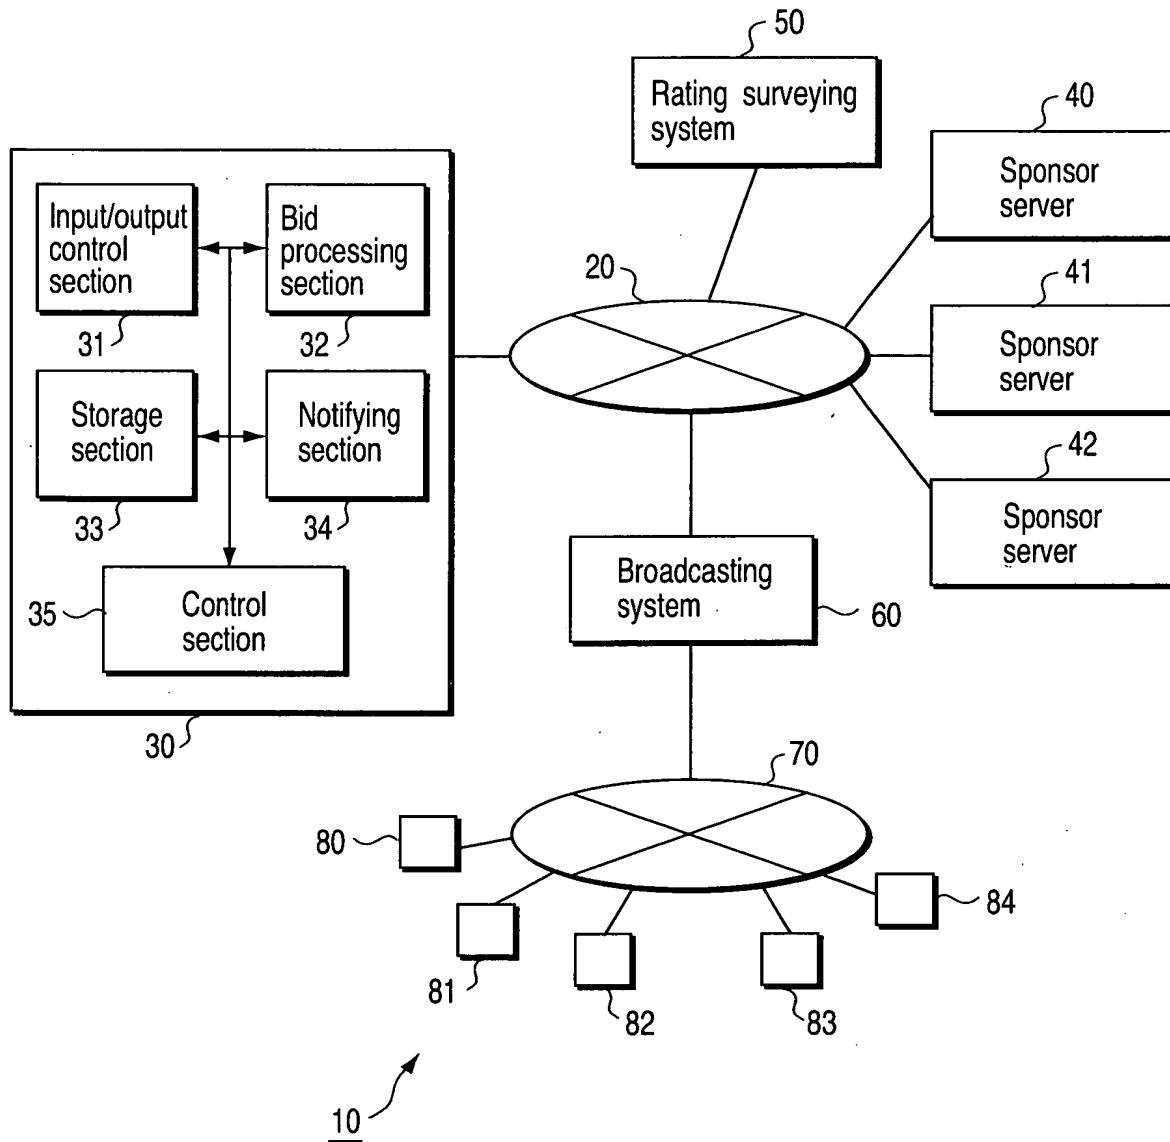 50
Rating surveying
system
40
Sponsor
server
Input/output
control
section
31
Bid
processing
section
32
20
41
Sponsor
server
Storage
section
33
Notifying
section
34
42
Sponsor
server
35
Control
section
Broadcasting
system
60
30
70
80
81
82
83
84
10